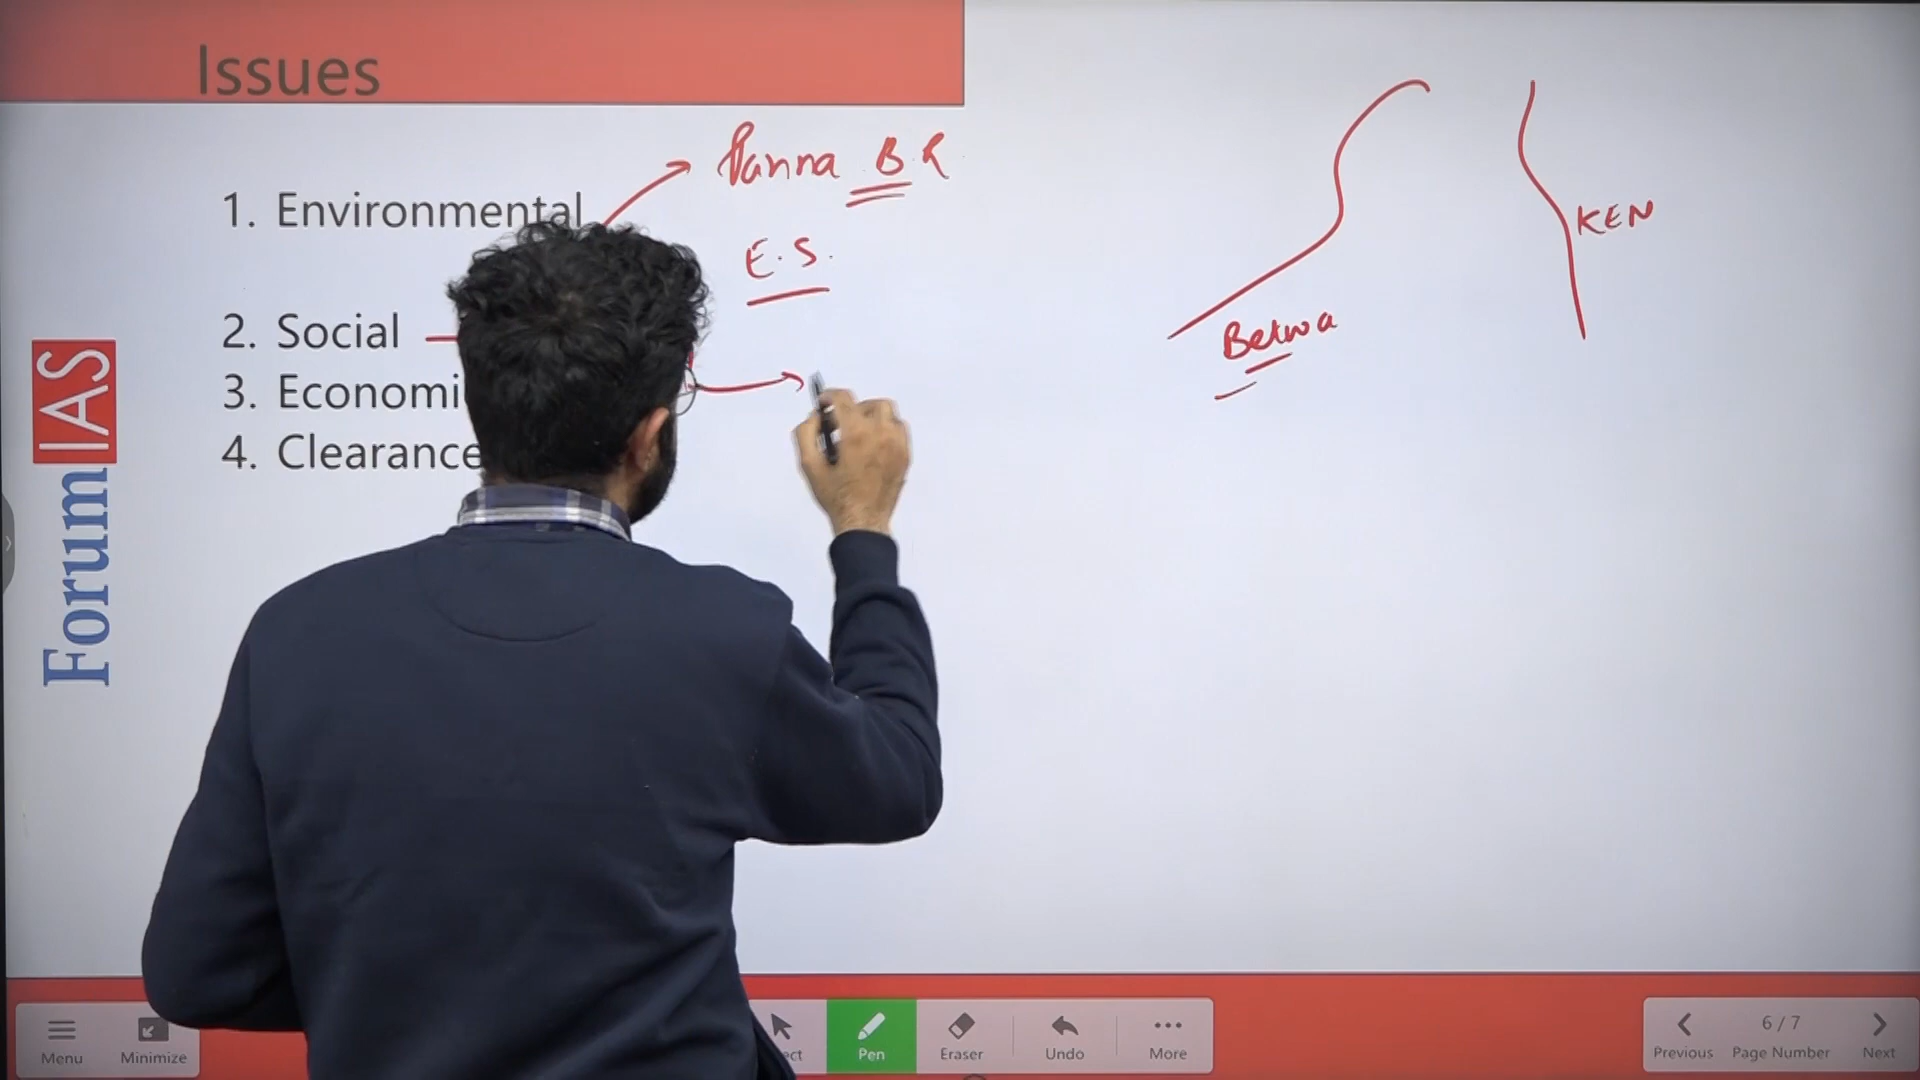 Issues
Panna B.R
1. Environmental
E.S.
KEN
2. Social
Betwa
3. Economi
4. Clearance
ForumIAS
Menu
Minimize
ect
Pen
Eraser
Undo
More
6 / 7
Previous
Page Number
Next